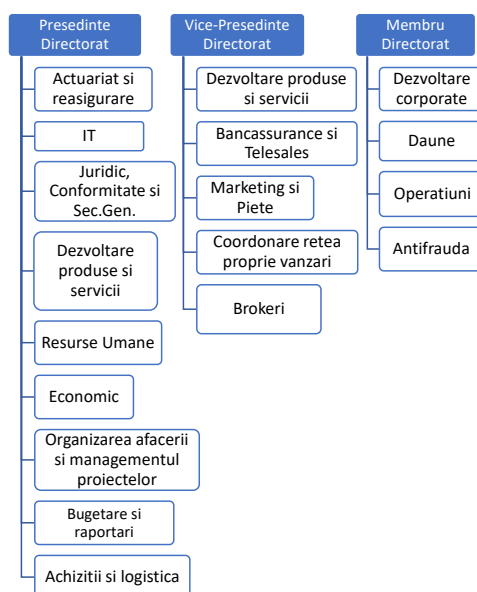 Presedinte
Directorat
Actuariat si
reasigurare
IT
Juridic,
Conformitate si
Sec.Gen.
Dezvoltare
produse si
servicii
Resurse Umane
Economic
Organizarea afacerii
si managementul
proiectelor
Bugetare si
raportari
Achizitii si logistica
Vice-Presedinte
Directorat
Dezvoltare produse
si servicii
Bancassurance si
Telesales
Marketing si
Piete
Coordonare retea
proprie vanzari
Brokeri
Membru
Directorat
Dezvoltare
corporate
Daune
Operatiuni
Antifrauda